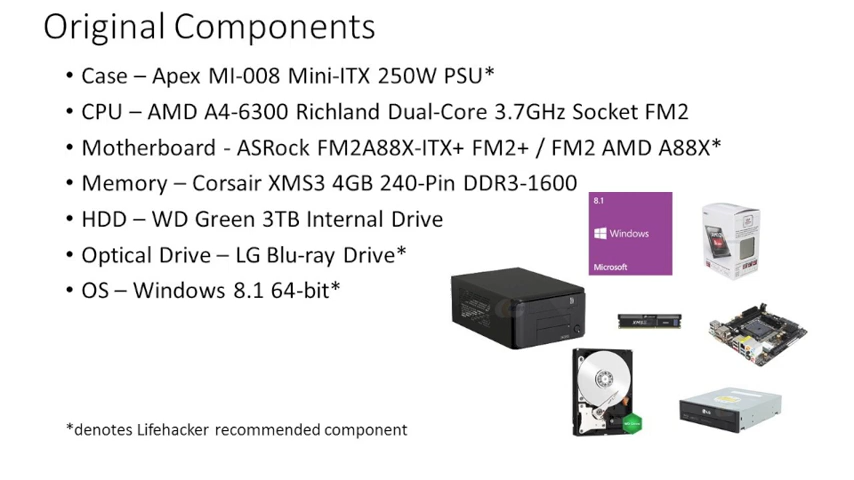 Original Components
• Case – Apex MI-008 Mini-ITX 250W PSU*
• CPU – AMD A4-6300 Richland Dual-Core 3.7GHz Socket FM2
• Motherboard - ASRock FM2A88X-ITX+ FM2+ / FM2 AMD A88X*
• Memory – Corsair XMS3 4GB 240-Pin DDR3-1600
• HDD – WD Green 3TB Internal Drive
• Optical Drive – LG Blu-ray Drive*
• OS – Windows 8.1 64-bit*
8.1
Windows
Microsoft
XMS3
LG
*denotes Lifehacker recommended component